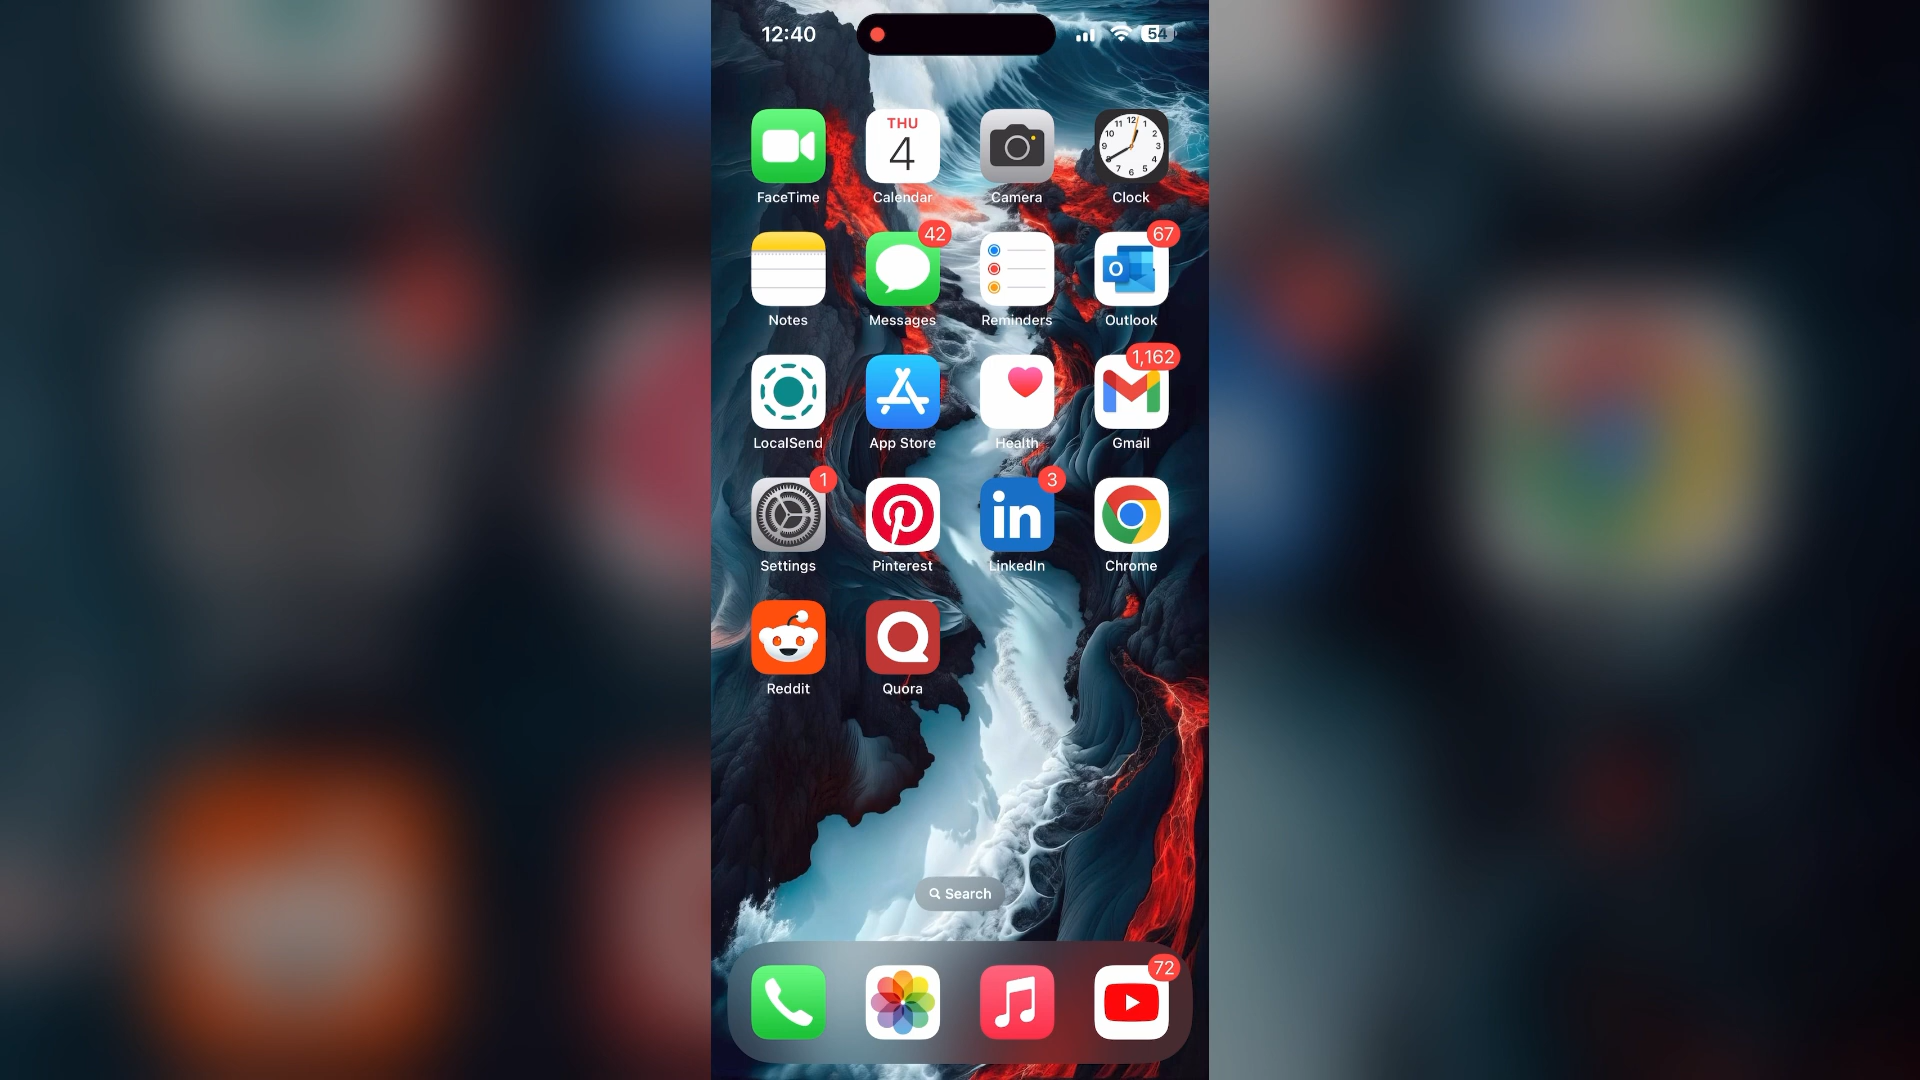 12:40
54
THU
4
FaceTime
Calendar
Camera
Clock
42
67
Notes
Messages
Reminders
Outlook
1,162
LocalSend
App Store
Health
Gmail
1
in
3
Settings
Pinterest
LinkedIn
Chrome
Reddit
Quora
Search
72